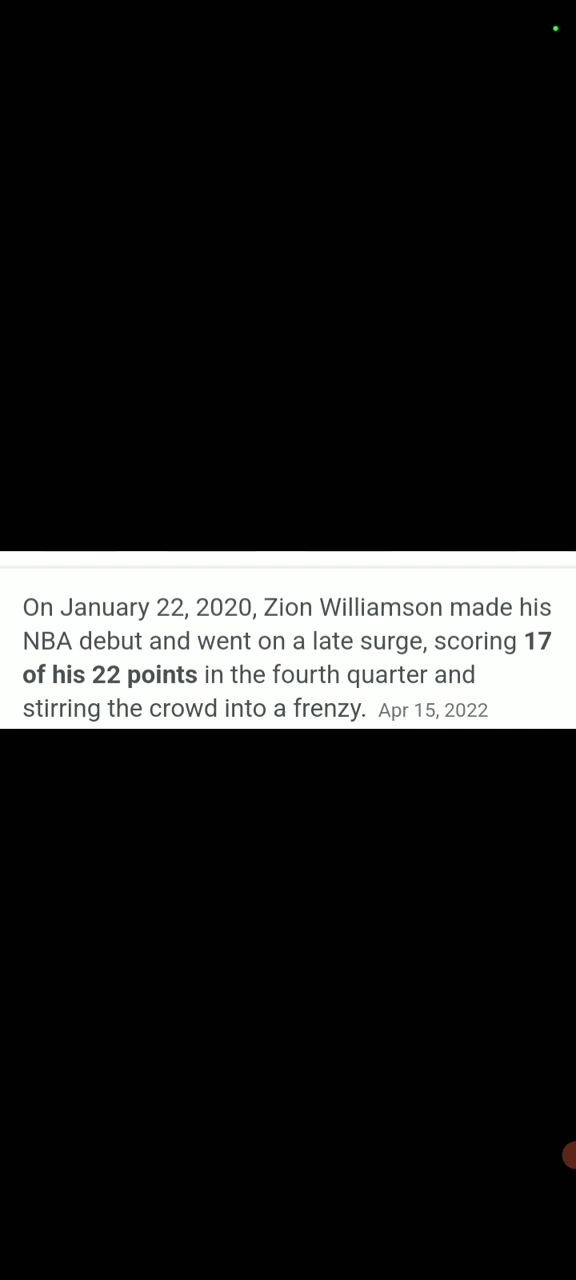 On January 22, 2020, Zion Williamson made his
NBA debut and went on a late surge, scoring 17
of his 22 points in the fourth quarter and
stirring the crowd into a frenzy. Apr 15, 2022